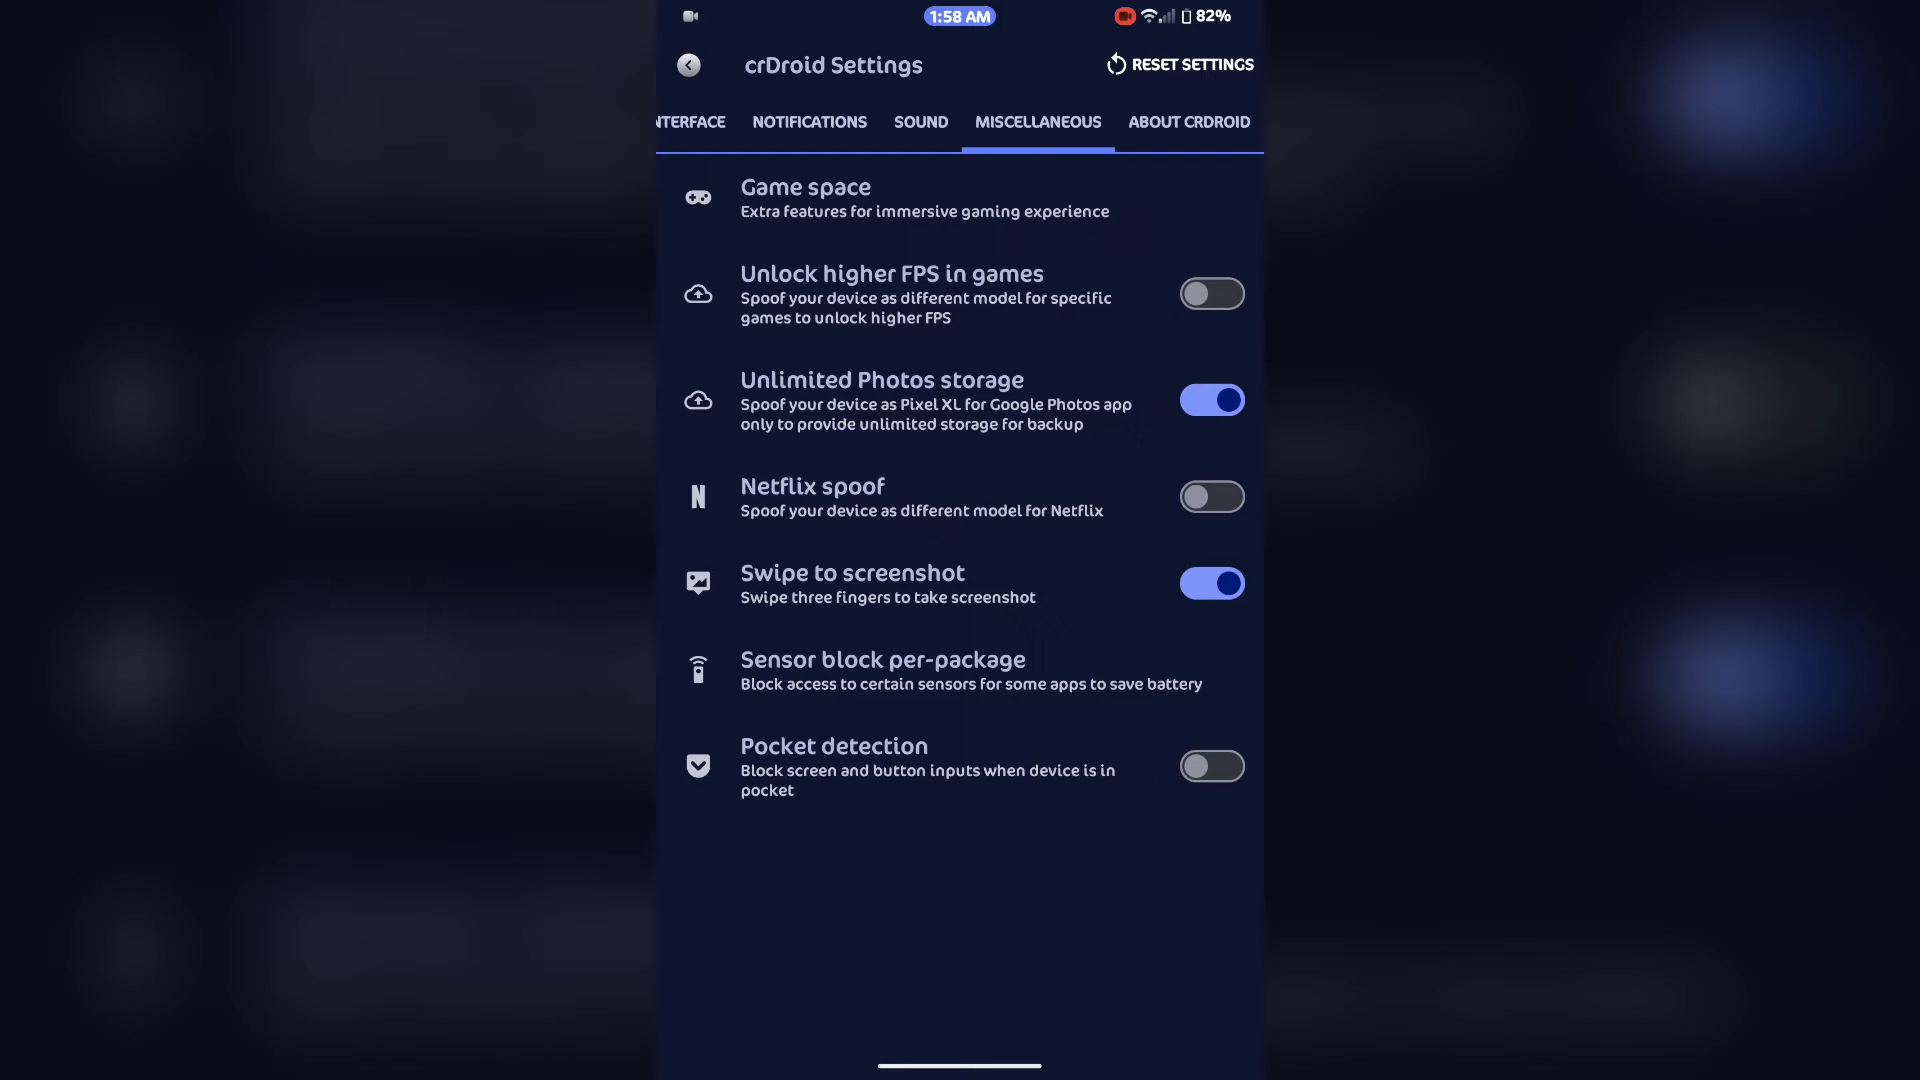 1:58 AM
82%
crDroid Settings
RESET SETTINGS
NTERFACE
NOTIFICATIONS
SOUND
MISCELLANEOUS
ABOUT CRDROID
Game space
Extra features for immersive gaming experience
Unlock higher FPS in games
Spoof your device as different model for specific
games to unlock higher FPS
Unlimited Photos storage
Spoof your device as Pixel XL for Google Photos app
only to provide unlimited storage for backup
N
Netflix spoof
Spoof your device as different model for Netflix
Swipe to screenshot
Swipe three fingers to take screenshot
Sensor block per-package
Block access to certain sensors for some apps to save battery
Pocket detection
Block screen and button inputs when device is in
pocket